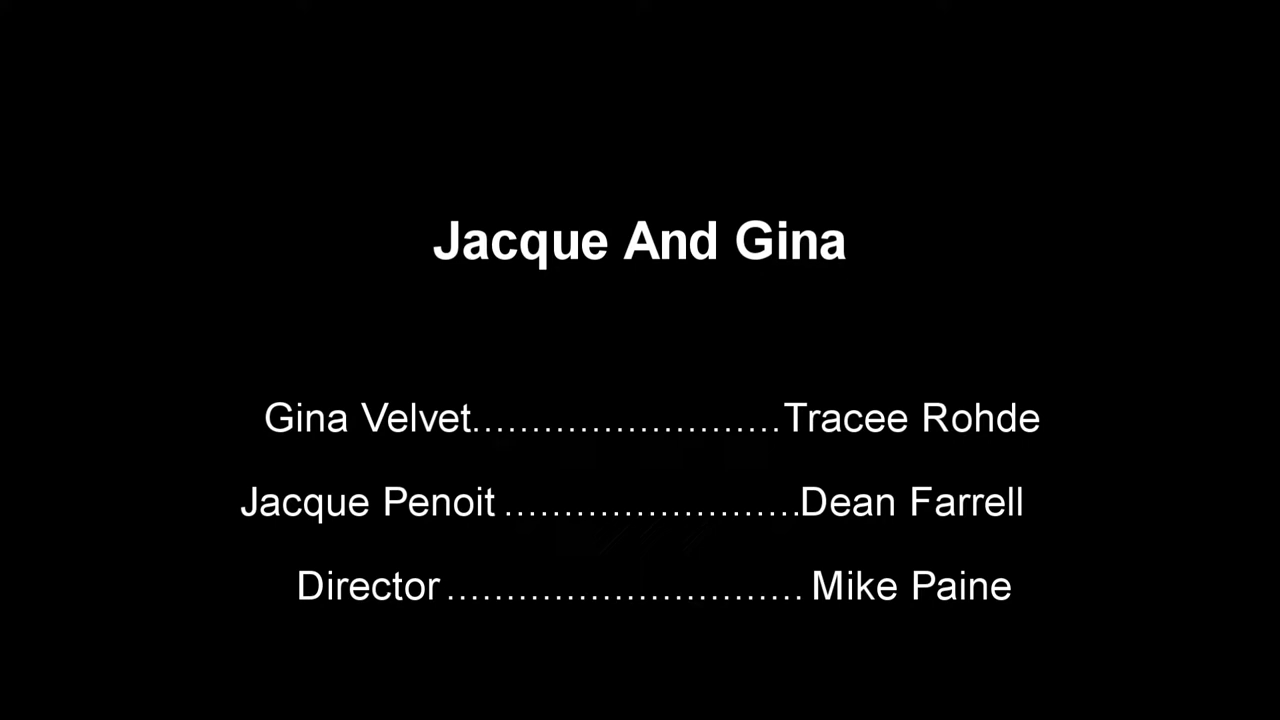 Jacque And Gina
Gina Velvet..........................Tracee Rohde
Jacque Penoit .........................Dean Farrell
Director .............................. Mike Paine